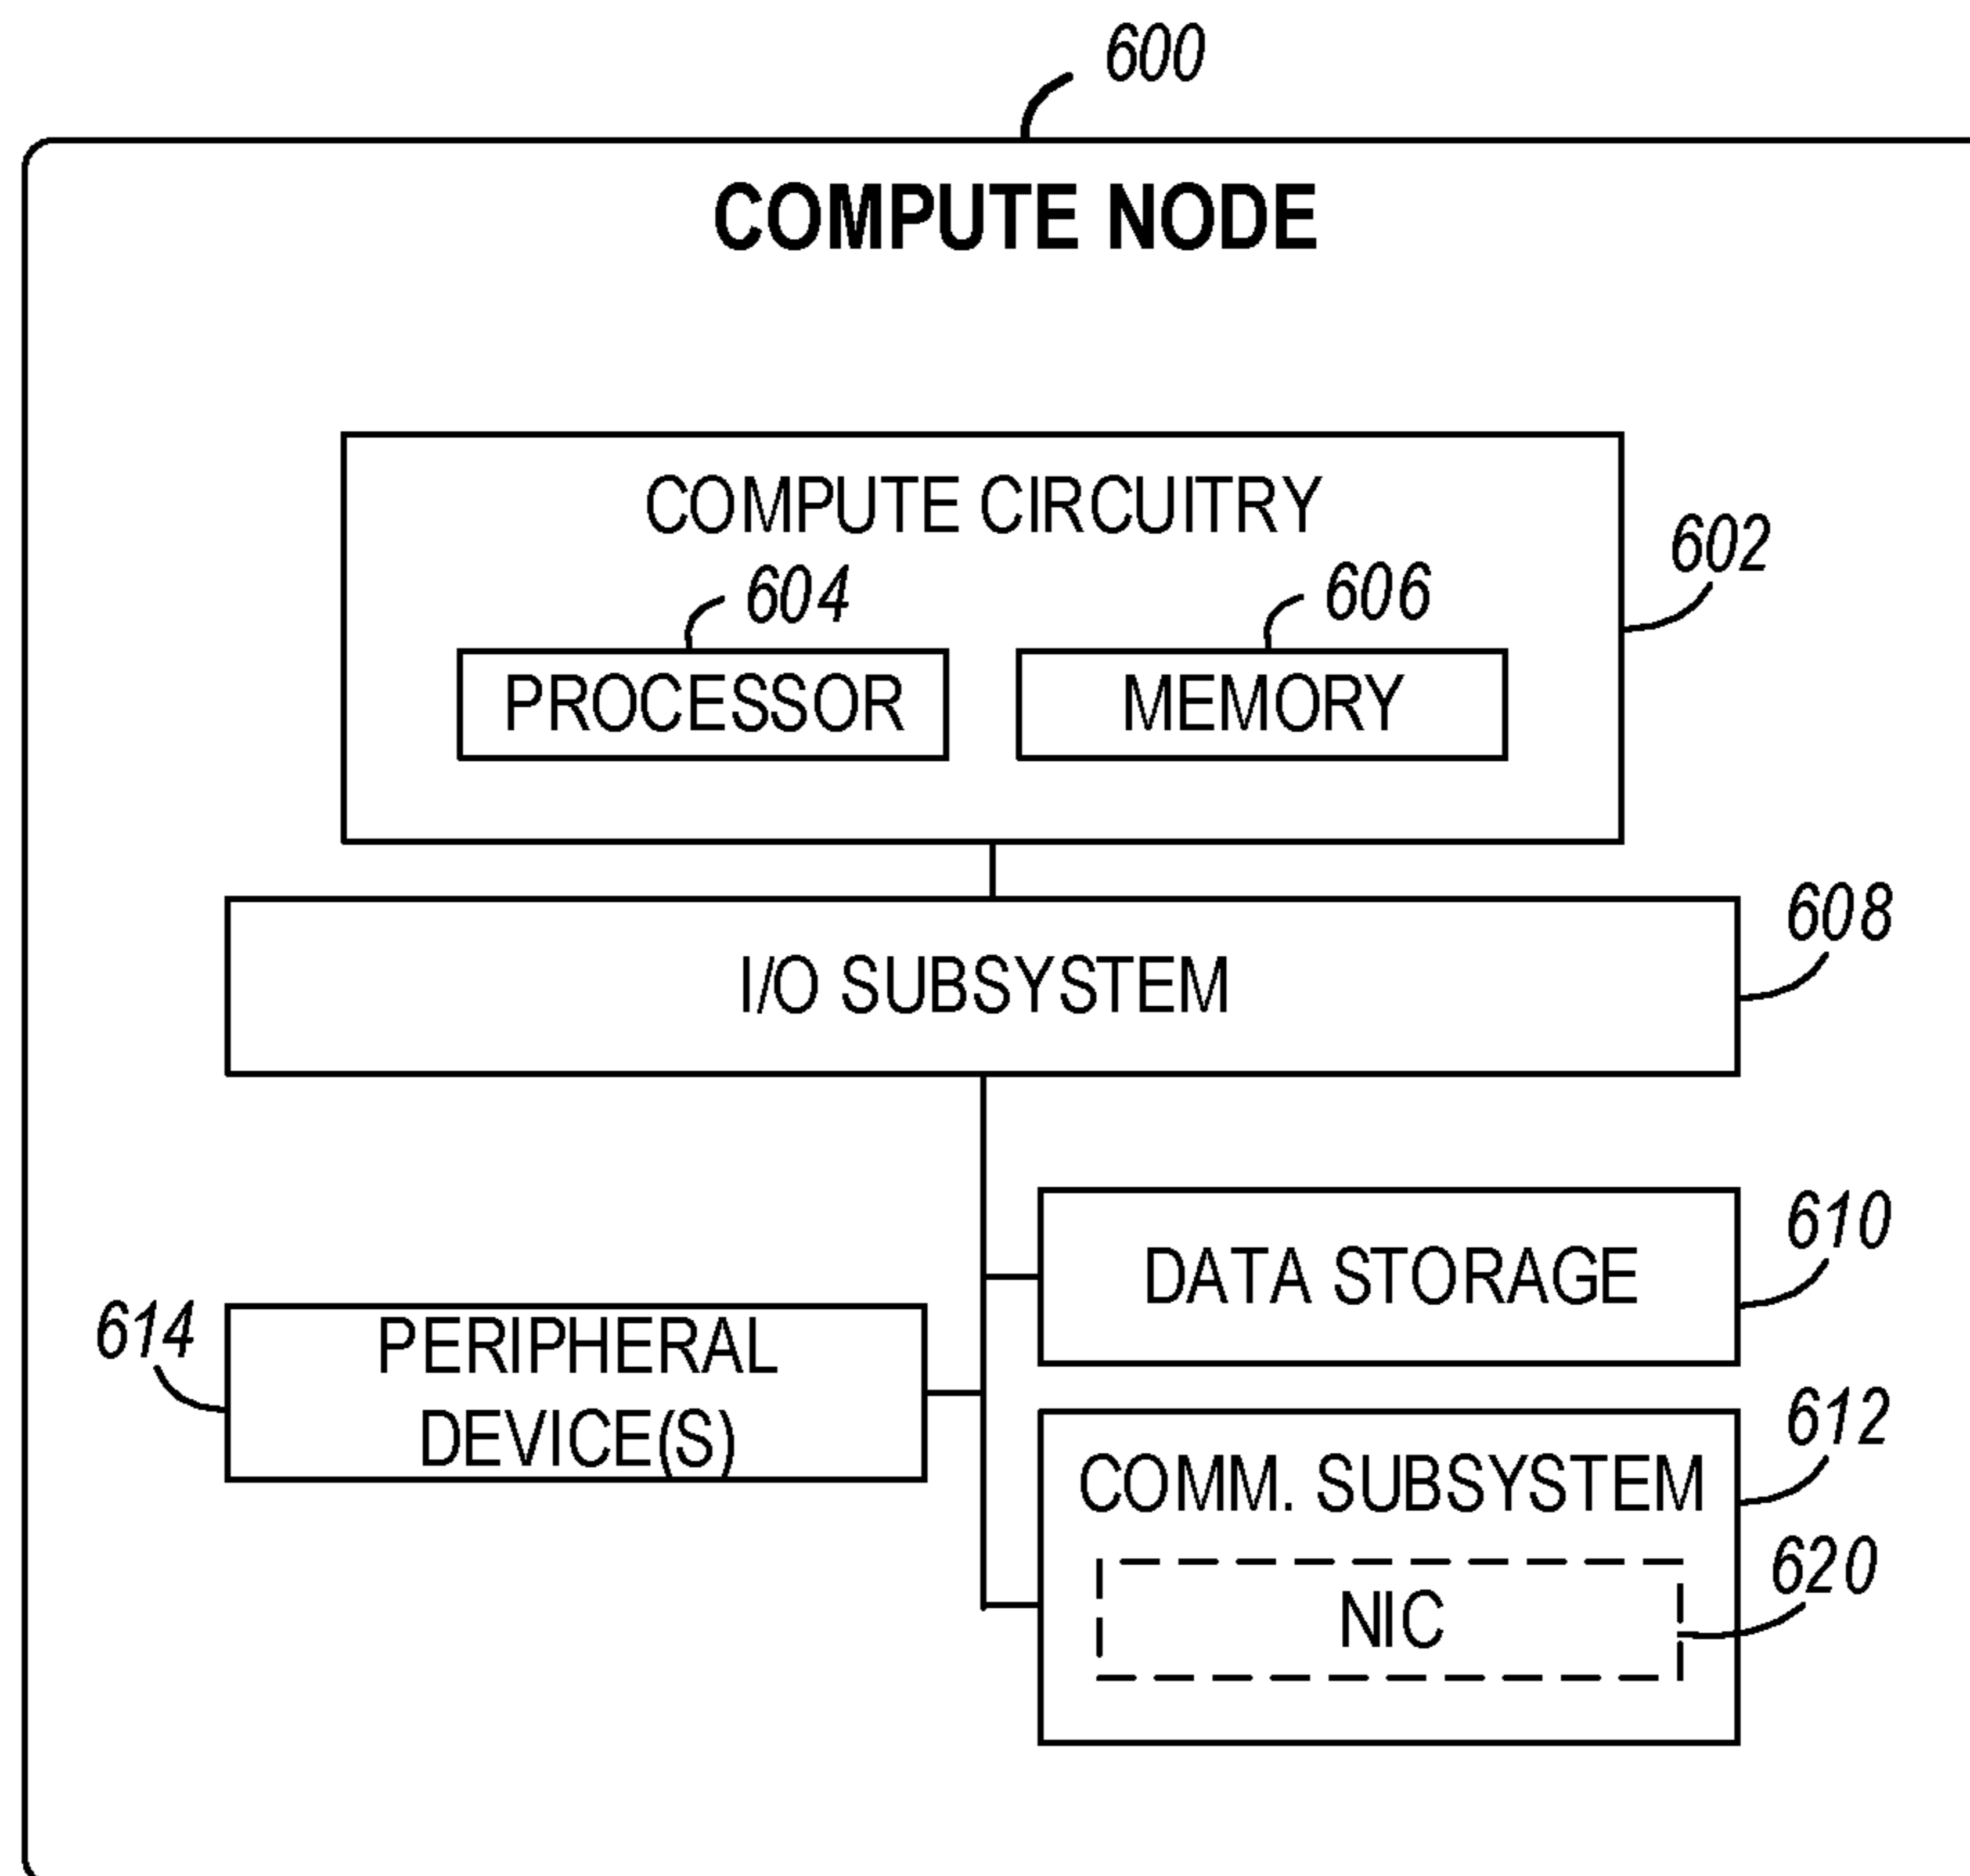 600
COMPUTE NODE
COMPUTE CIRCUITRY
602
604
606
PROCESSOR
MEMORY
608
I/O SUBSYSTEM
610
DATA STORAGE
614
PERIPHERAL
DEVICE(S)
612
COMM. SUBSYSTEM
620
NIC